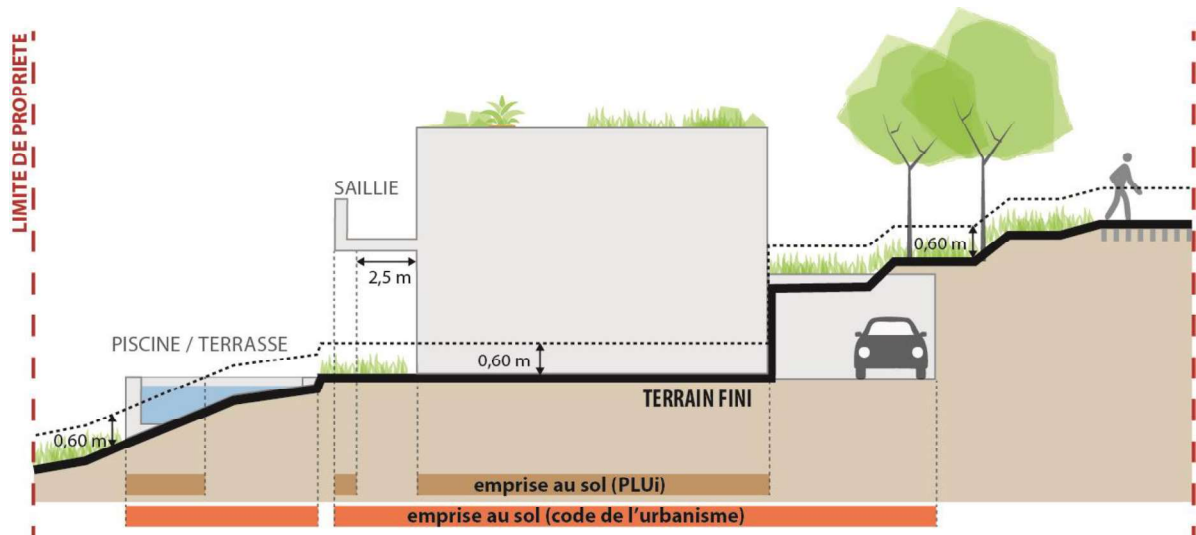 LIMITE DE PROPRIETE
SAILLIE
0,60 m
2,5 m
PISCINE / TERRASSE
0,60 m
TERRAIN FINI
0,60 m
emprise au sol (PLUi)
emprise au sol (code de l'urbanisme)